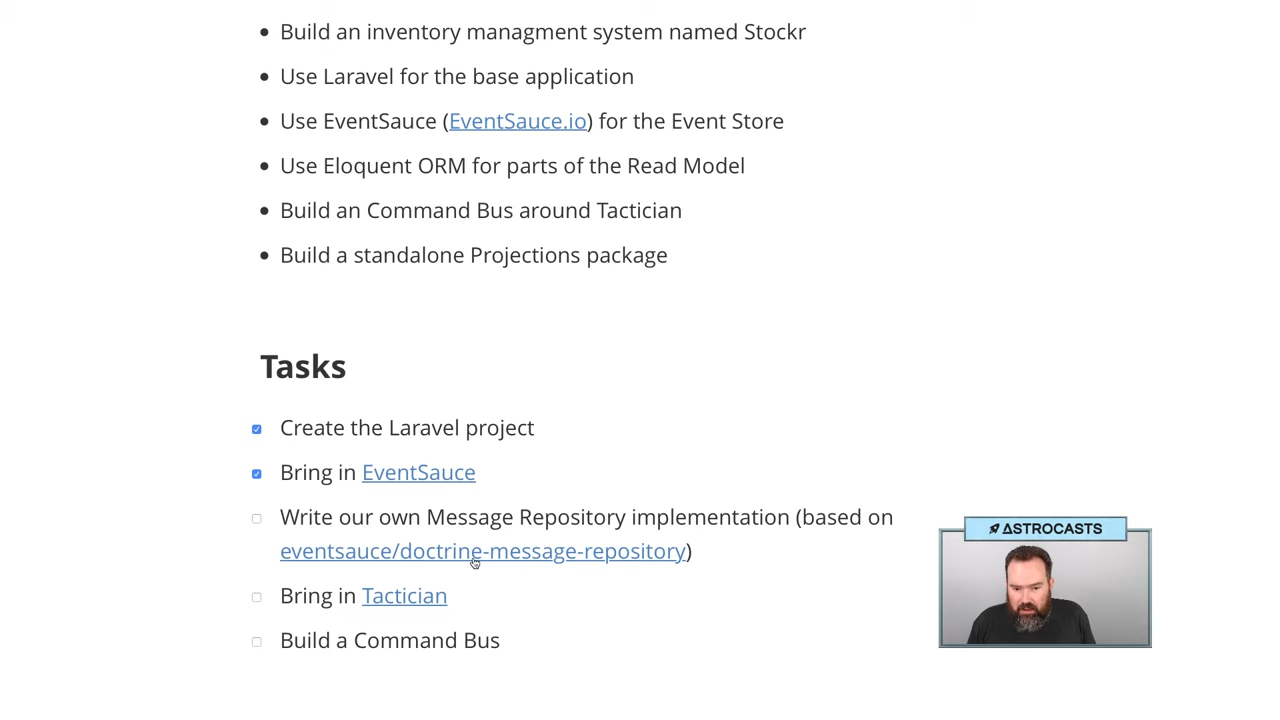 Build an inventory managment system named Stockr
Use Laravel for the base application
Use EventSauce (EventSauce.io) for the Event Store
Use Eloquent ORM for parts of the Read Model
Build an Command Bus around Tactician
Build a standalone Projections package
Tasks
Create the Laravel project
Bring in EventSauce
Write our own Message Repository implementation (based on
eventsauce/doctrine-message-repository)
Bring in Tactician
Build a Command Bus
ASTROCASTS